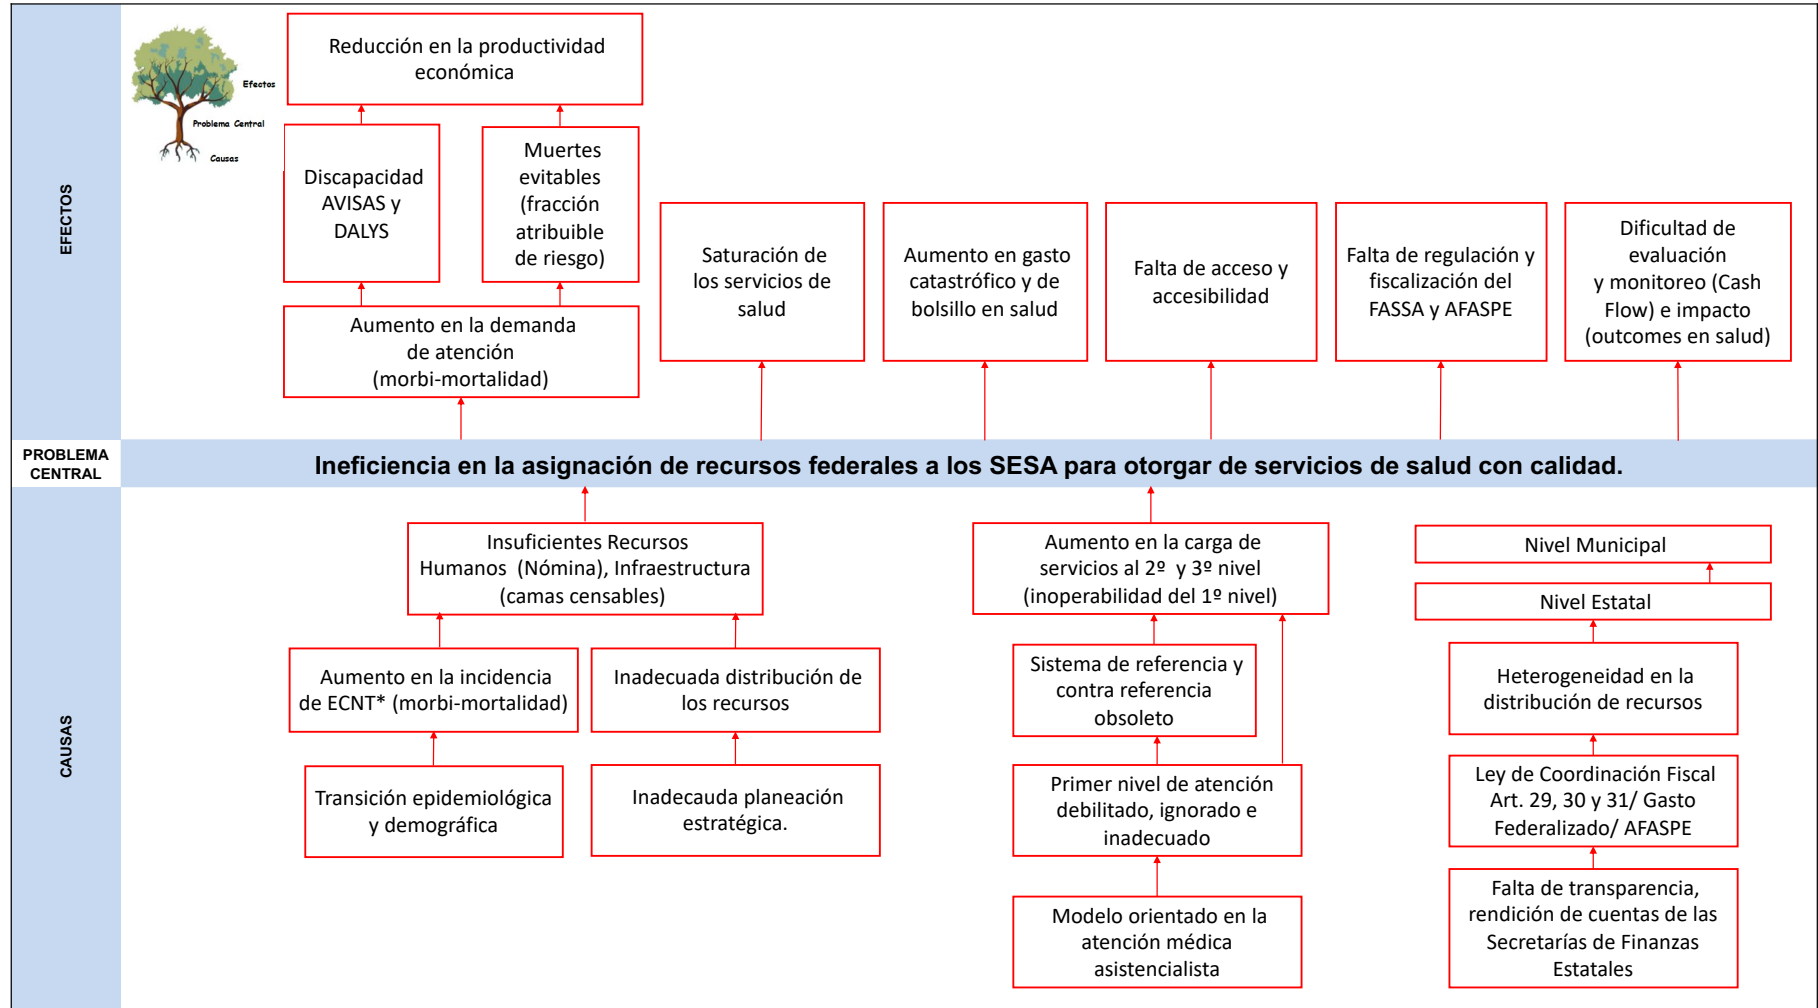 EFECTOS
Efectos
Problema Central
Causas
Reducción en la productividad
económica
Discapacidad
AVISAS y
DALYS
Muertes
evitables
(fracción
atribuible
de riesgo)
Aumento en la demanda
de atención
(morbi-mortalidad)
Saturación de
los servicios de
salud
Aumento en gasto
catastrófico y de
bolsillo en salud
Falta de acceso y
accesibilidad
Falta de regulación y
fiscalización del
FASSA y AFASPE
Dificultad de
evaluación
y monitoreo (Cash
Flow) e impacto
(outcomes en salud)
PROBLEMA
CENTRAL
Ineficiencia en la asignación de recursos federales a los SESA para otorgar de servicios de salud con calidad.
CAUSAS
Insuficientes Recursos
Humanos (Nómina), Infraestructura
(camas censables)
Aumento en la incidencia
de ECNT* (morbi-mortalidad)
Inadecuada distribución de
los recursos
Transición epidemiológica
y demográfica
Inadecauda planeación
estratégica.
Aumento en la carga de
servicios al 2º y 3º nivel
(inoperabilidad del 1º nivel)
Sistema de referencia y
contra referencia
obsoleto
Primer nivel de atención
debilitado, ignorado e
inadecuado
Modelo orientado en la
atención médica
asistencialista
Nivel Municipal
Nivel Estatal
Heterogeneidad en la
distribución de recursos
Ley de Coordinación Fiscal
Art. 29, 30 y 31/ Gasto
Federalizado/ AFASPE
Falta de transparencia,
rendición de cuentas de las
Secretarías de Finanzas
Estatales